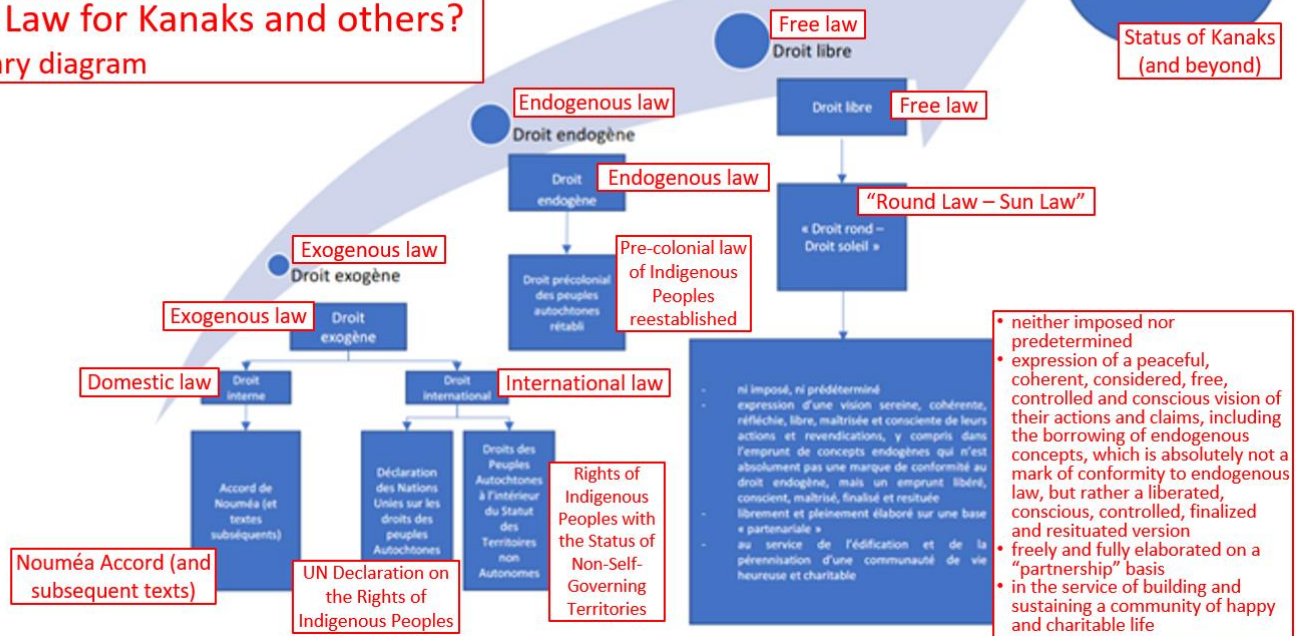 Law for Kanaks and others?
ary diagram
Free law
Droit libre
Status of Kanaks
(and beyond)
Endogenous law
Droit endogène
Droit libre
Free law
Droit
endogène
Endogenous law
"Round Law – Sun Law"
« Droit rond –
Droit soleil »
Exogenous law
Droit exogène
Droit précolonial
des peuples
autochtones
rétabli
Pre-colonial law
of Indigenous
Peoples
reestablished
Exogenous law
Droit
exogène
Domestic law
Droit
interne
Droit
international
International law
Accord de
Nouméa (et
textes
subséquents)
Nouméa Accord (and
subsequent texts)
Déclaration
des Nations
Unies sur les
droits des
peuples
Autochtones
UN Declaration on
the Rights of
Indigenous Peoples
Droits des
Peuples
Autochtones
à l'intérieur
du Statut
des
Territoires
non
Autonomes
Rights of
Indigenous
Peoples with
the Status of
Non-Self-
Governing
Territories
- ni imposé, ni prédéterminé
- expression d'une vision sereine, cohérente,
réfléchie, libre, maîtrisée et consciente de leurs
actions et revendications, y compris dans
l'emprunt de concepts endogènes qui n'est
absolument pas une marque de conformité au
droit endogène, mais un emprunt libéré,
conscient, maîtrisé, finalisé et resituée
- librement et pleinement élaboré sur une base
« partenariale »
- au service de l'édification et de la
pérennisation d'une communauté de vie
heureuse et charitable
• neither imposed nor
predetermined
• expression of a peaceful,
coherent, considered, free,
controlled and conscious vision of
their actions and claims, including
the borrowing of endogenous
concepts, which is absolutely not a
mark of conformity to endogenous
law, but rather a liberated,
conscious, controlled, finalized
and resituated version
• freely and fully elaborated on a
"partnership" basis
• in the service of building and
sustaining a community of happy
and charitable life